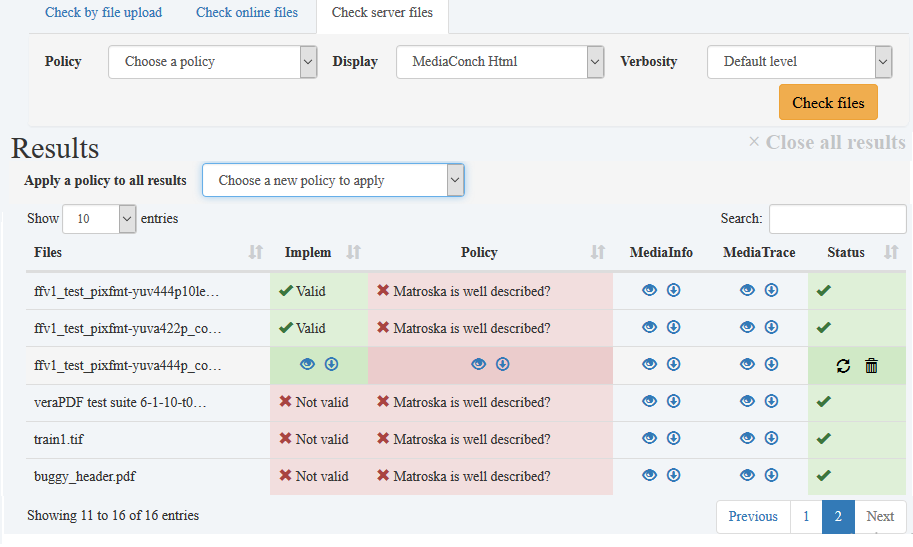 Check by file upload Check online files Check server files
Policy Choose a policy Display MediaConch Html Verbosity Default level
Check files
Results × Close all results
Apply a policy to all results Choose a new policy to apply
Show 10 entries Search:
Files Implem Policy MediaInfo MediaTrace Status
ffv1_test_pixfmt-yuv444p10le… Valid Matroska is well described?
ffv1_test_pixfmt-yuva422p_co… Valid Matroska is well described?
ffv1_test_pixfmt-yuva444p_co…
veraPDF test suite 6-1-10-t0… Not valid Matroska is well described?
train1.tif Not valid Matroska is well described?
buggy_header.pdf Not valid Matroska is well described?
Showing 11 to 16 of 16 entries Previous 1 2 Next